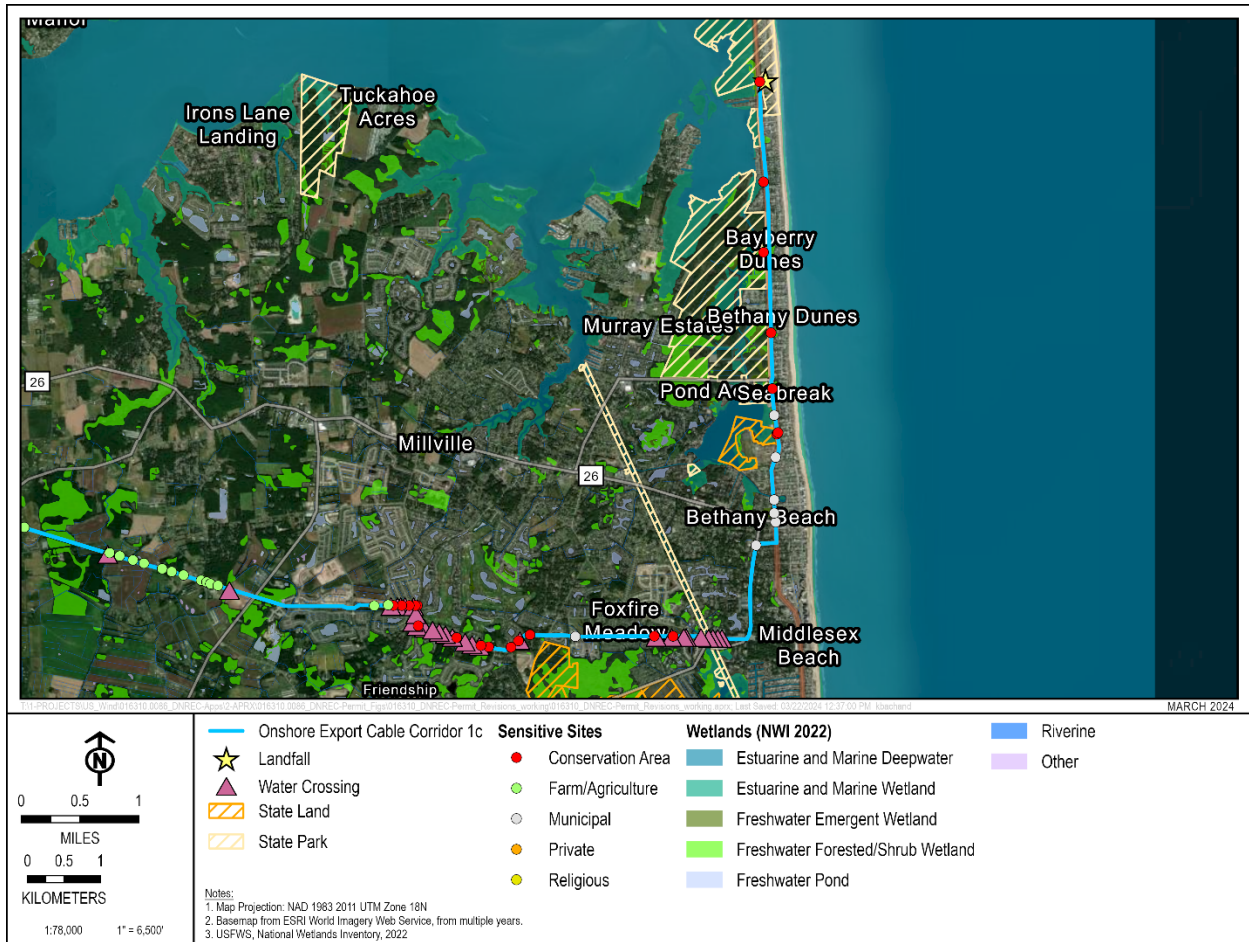 Manor
Tuckahoe
Acres
Irons Lane
Landing
Bayberry
Dunes
Murray Estates
Bethany Dunes
26
Seabreak
Millville
26
Bethany Beach
Foxfire
Meadow
Middlesex
Beach
Friendship
MARCH 2024
N
0 0.5 1
MILES
0 0.5 1
KILOMETERS
1:78,000 1" = 6,500'
Onshore Export Cable Corridor 1c
Landfall
Water Crossing
State Land
State Park
Sensitive Sites
Conservation Area
Farm/Agriculture
Municipal
Private
Religious
Wetlands (NWI 2022)
Estuarine and Marine Deepwater
Estuarine and Marine Wetland
Freshwater Emergent Wetland
Freshwater Forested/Shrub Wetland
Freshwater Pond
Riverine
Other
Notes:
1. Map Projection: NAD 1983 2011 UTM Zone 18N
2. Basemap from ESRI World Imagery Web Service, from multiple years.
3. USFWS, National Wetlands Inventory, 2022